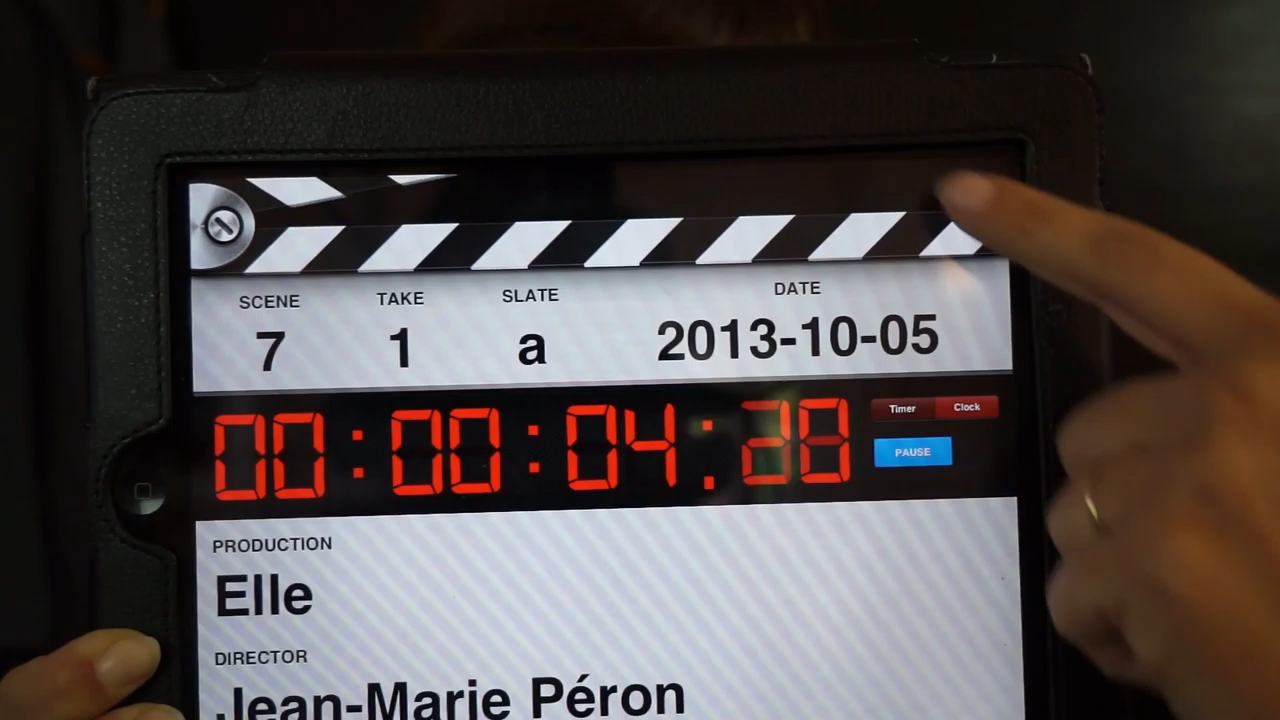 SCENE TAKE SLATE DATE
7 1 a 2013-10-05
00:00:04:28
Timer Clock
PAUSE
PRODUCTION
Elle
DIRECTOR
Jean-Marie Péron